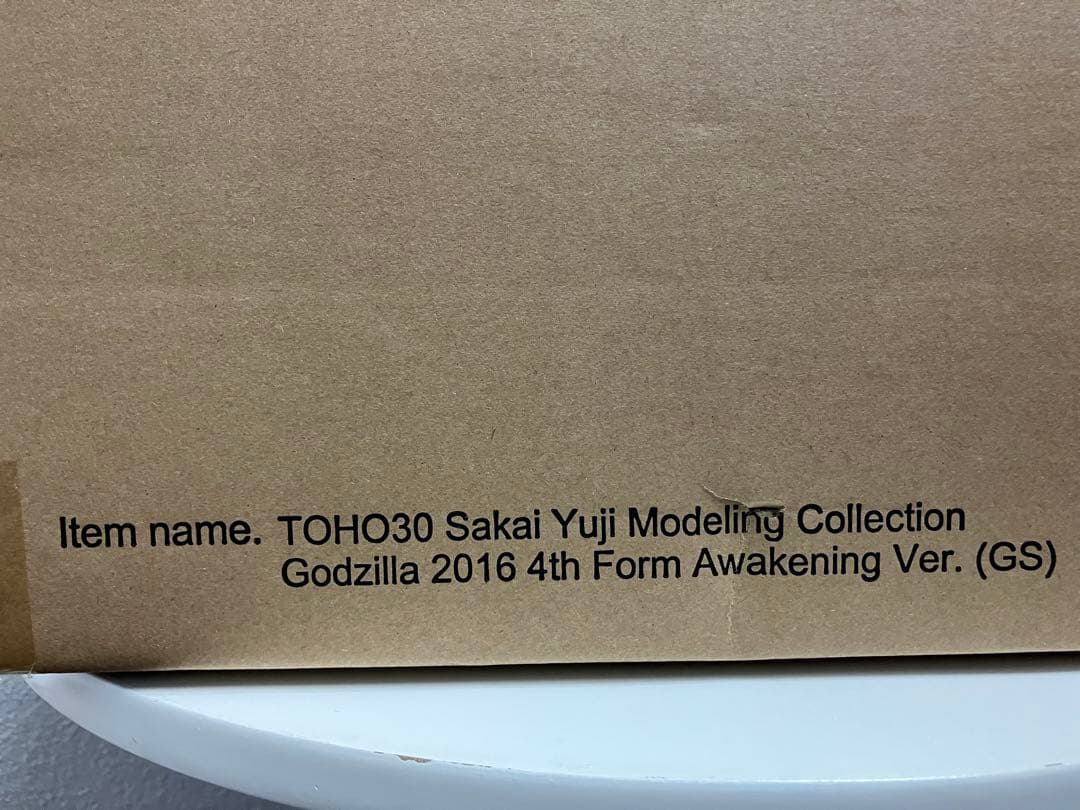 Item name. TOHO30 Sakai Yuji Modeling Collection
Godzilla 2016 4th Form Awakening Ver. (GS)